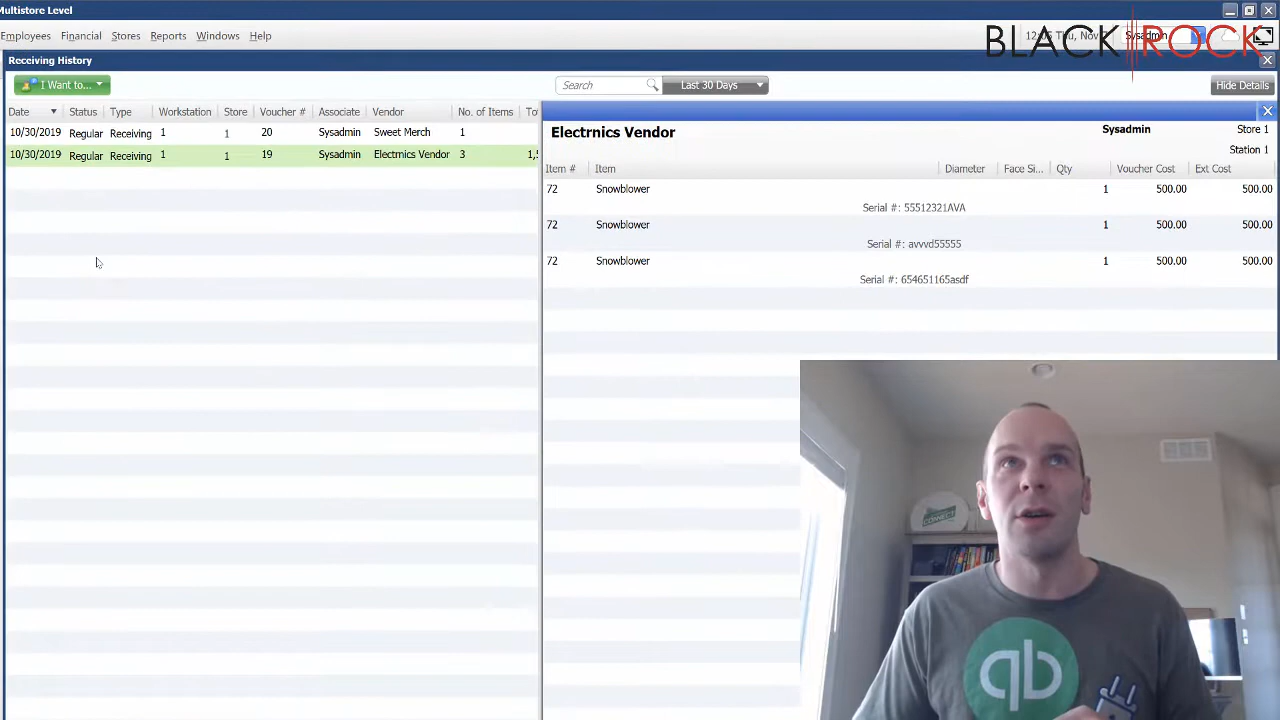 Multistore Level
Employees Financial Stores Reports Windows Help
Sysadmin
BLACK ROCK
Receiving History
I Want to...
Search
Last 30 Days
Hide Details
Date Status Type Workstation Store Voucher # Associate Vendor No. of Items
10/30/2019 Regular Receiving 1 1 20 Sysadmin Sweet Merch 1
10/30/2019 Regular Receiving 1 1 19 Sysadmin Electrnics Vendor 3
Electrnics Vendor
Sysadmin
Store 1
Station 1
Item # Item Diameter Face Si... Qty Voucher Cost Ext Cost
72 Snowblower 1 500.00 500.00
Serial #: 55512321AVA
72 Snowblower 1 500.00 500.00
Serial #: avvvd55555
72 Snowblower 1 500.00 500.00
Serial #: 654651165asdf
CONNECT
qb